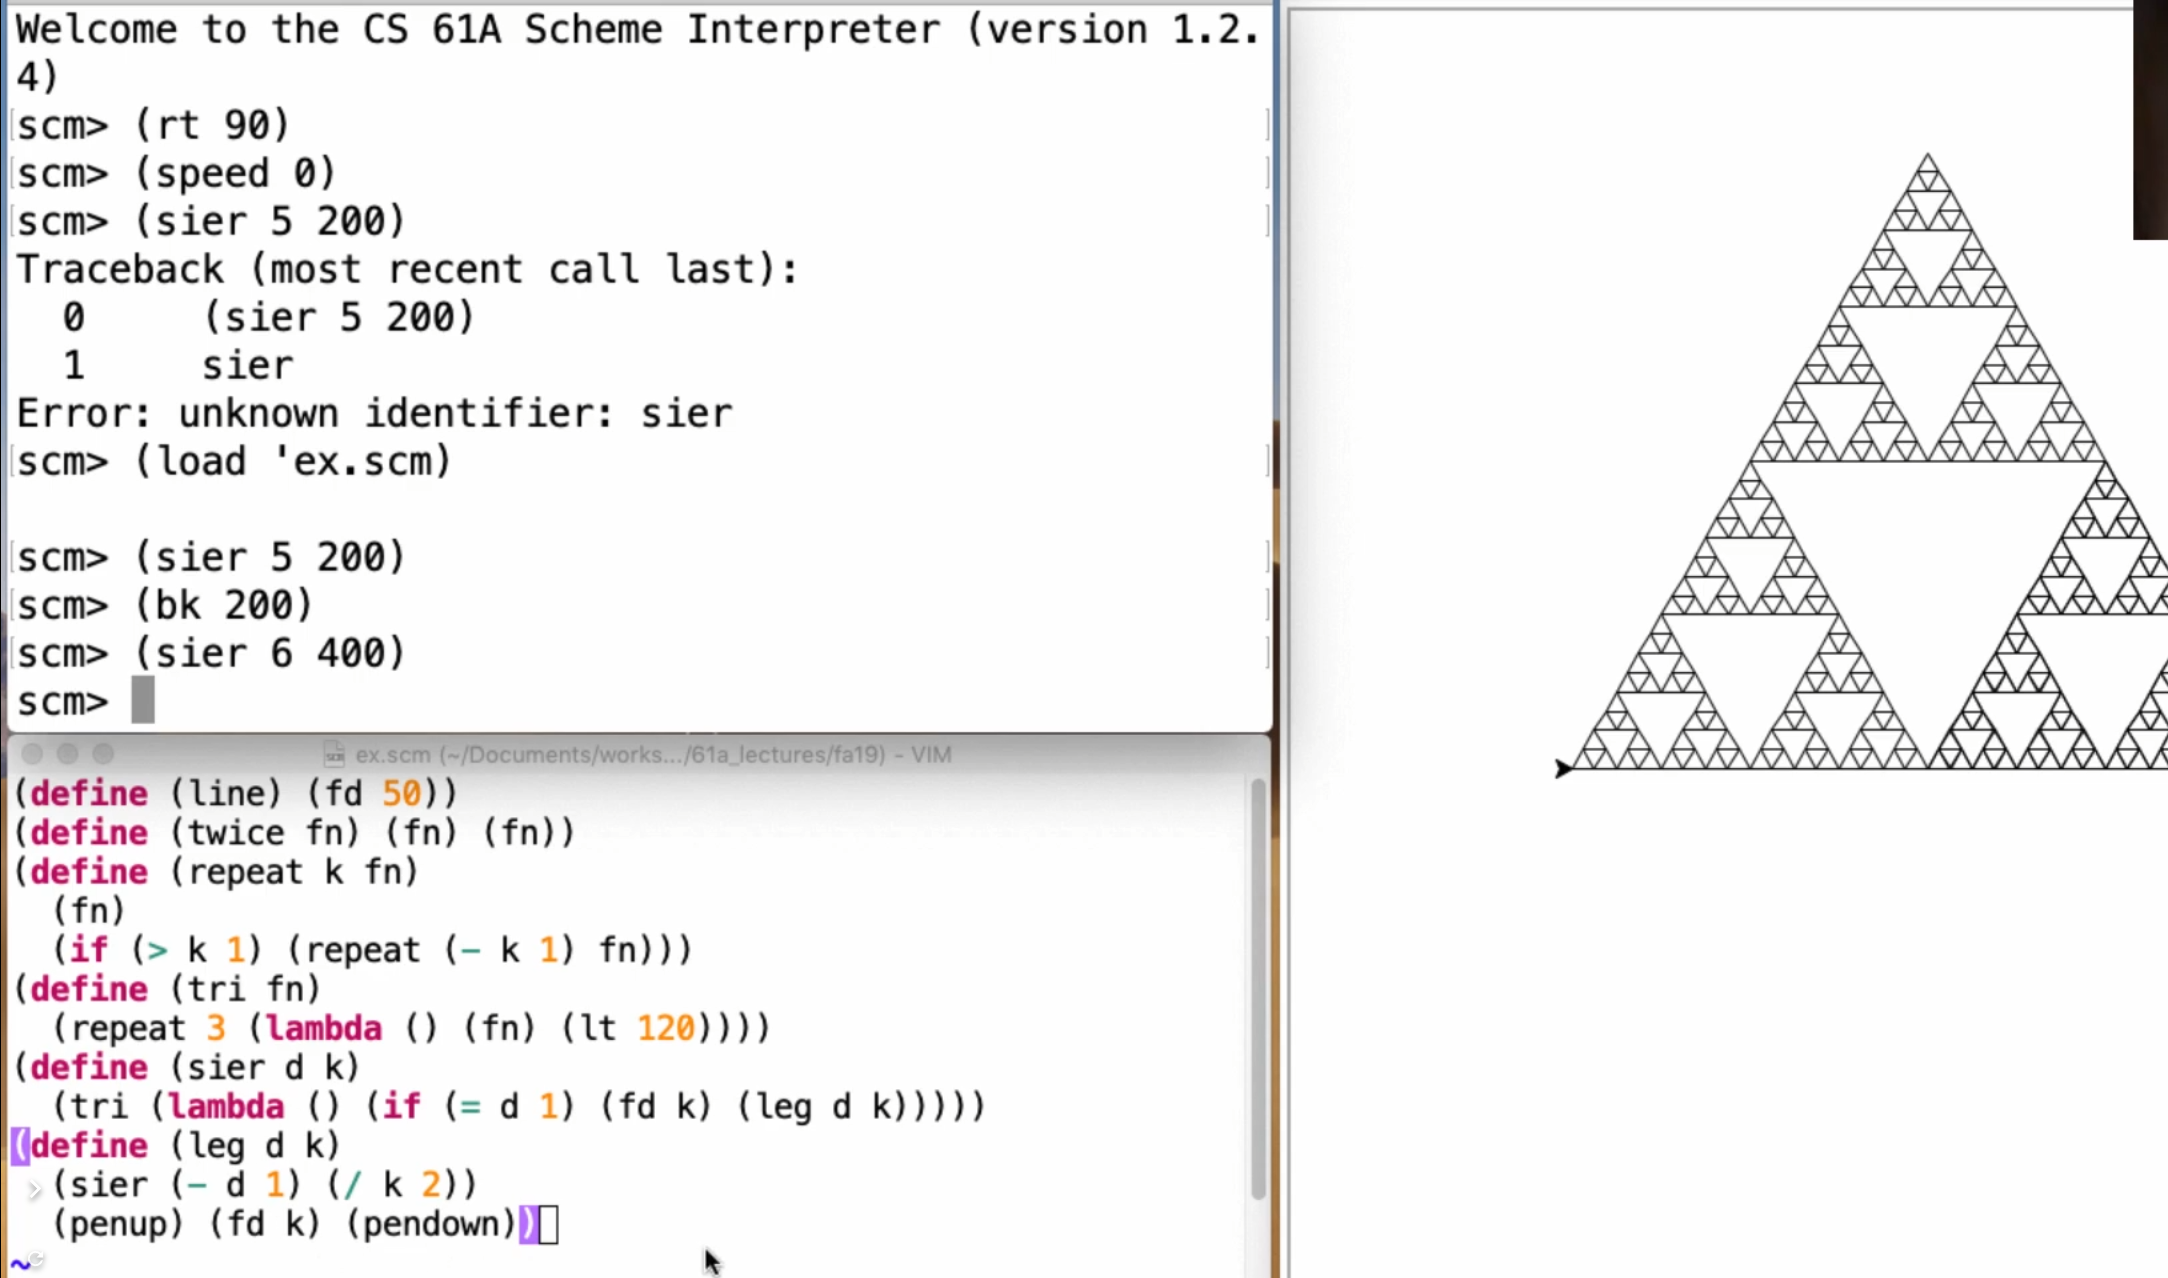 Welcome to the CS 61A Scheme Interpreter (version 1.2.
4)
scm> (rt 90)
scm> (speed 0)
scm> (sier 5 200)
Traceback (most recent call last):
  0     (sier 5 200)
  1     sier
Error: unknown identifier: sier
scm> (load 'ex.scm)
scm> (sier 5 200)
scm> (bk 200)
scm> (sier 6 400)
scm>
ex.scm (~/Documents/works.../61a_lectures/fa19) - VIM
(define (line) (fd 50))
(define (twice fn) (fn) (fn))
(define (repeat k fn)
  (fn)
  (if (> k 1) (repeat (- k 1) fn)))
(define (tri fn)
  (repeat 3 (lambda () (fn) (lt 120))))
(define (sier d k)
  (tri (lambda () (if (= d 1) (fd k) (leg d k)))))
(define (leg d k)
  (sier (- d 1) (/ k 2))
  (penup) (fd k) (pendown))
~